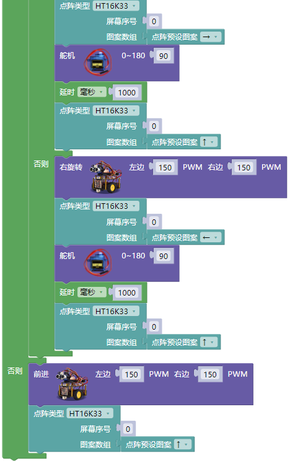 点阵类型 HT16K33
屏幕序号 0
图案数组 点阵预设图案 →
舵机 0~180 90
延时 毫秒 1000
点阵类型 HT16K33
屏幕序号 0
图案数组 点阵预设图案 ↑
否则
右旋转 左边 150 PWM 右边 150 PWM
点阵类型 HT16K33
屏幕序号 0
图案数组 点阵预设图案 ←
舵机 0~180 90
延时 毫秒 1000
点阵类型 HT16K33
屏幕序号 0
图案数组 点阵预设图案 ↑
否则
前进 左边 150 PWM 右边 150 PWM
点阵类型 HT16K33
屏幕序号 0
图案数组 点阵预设图案 ↑